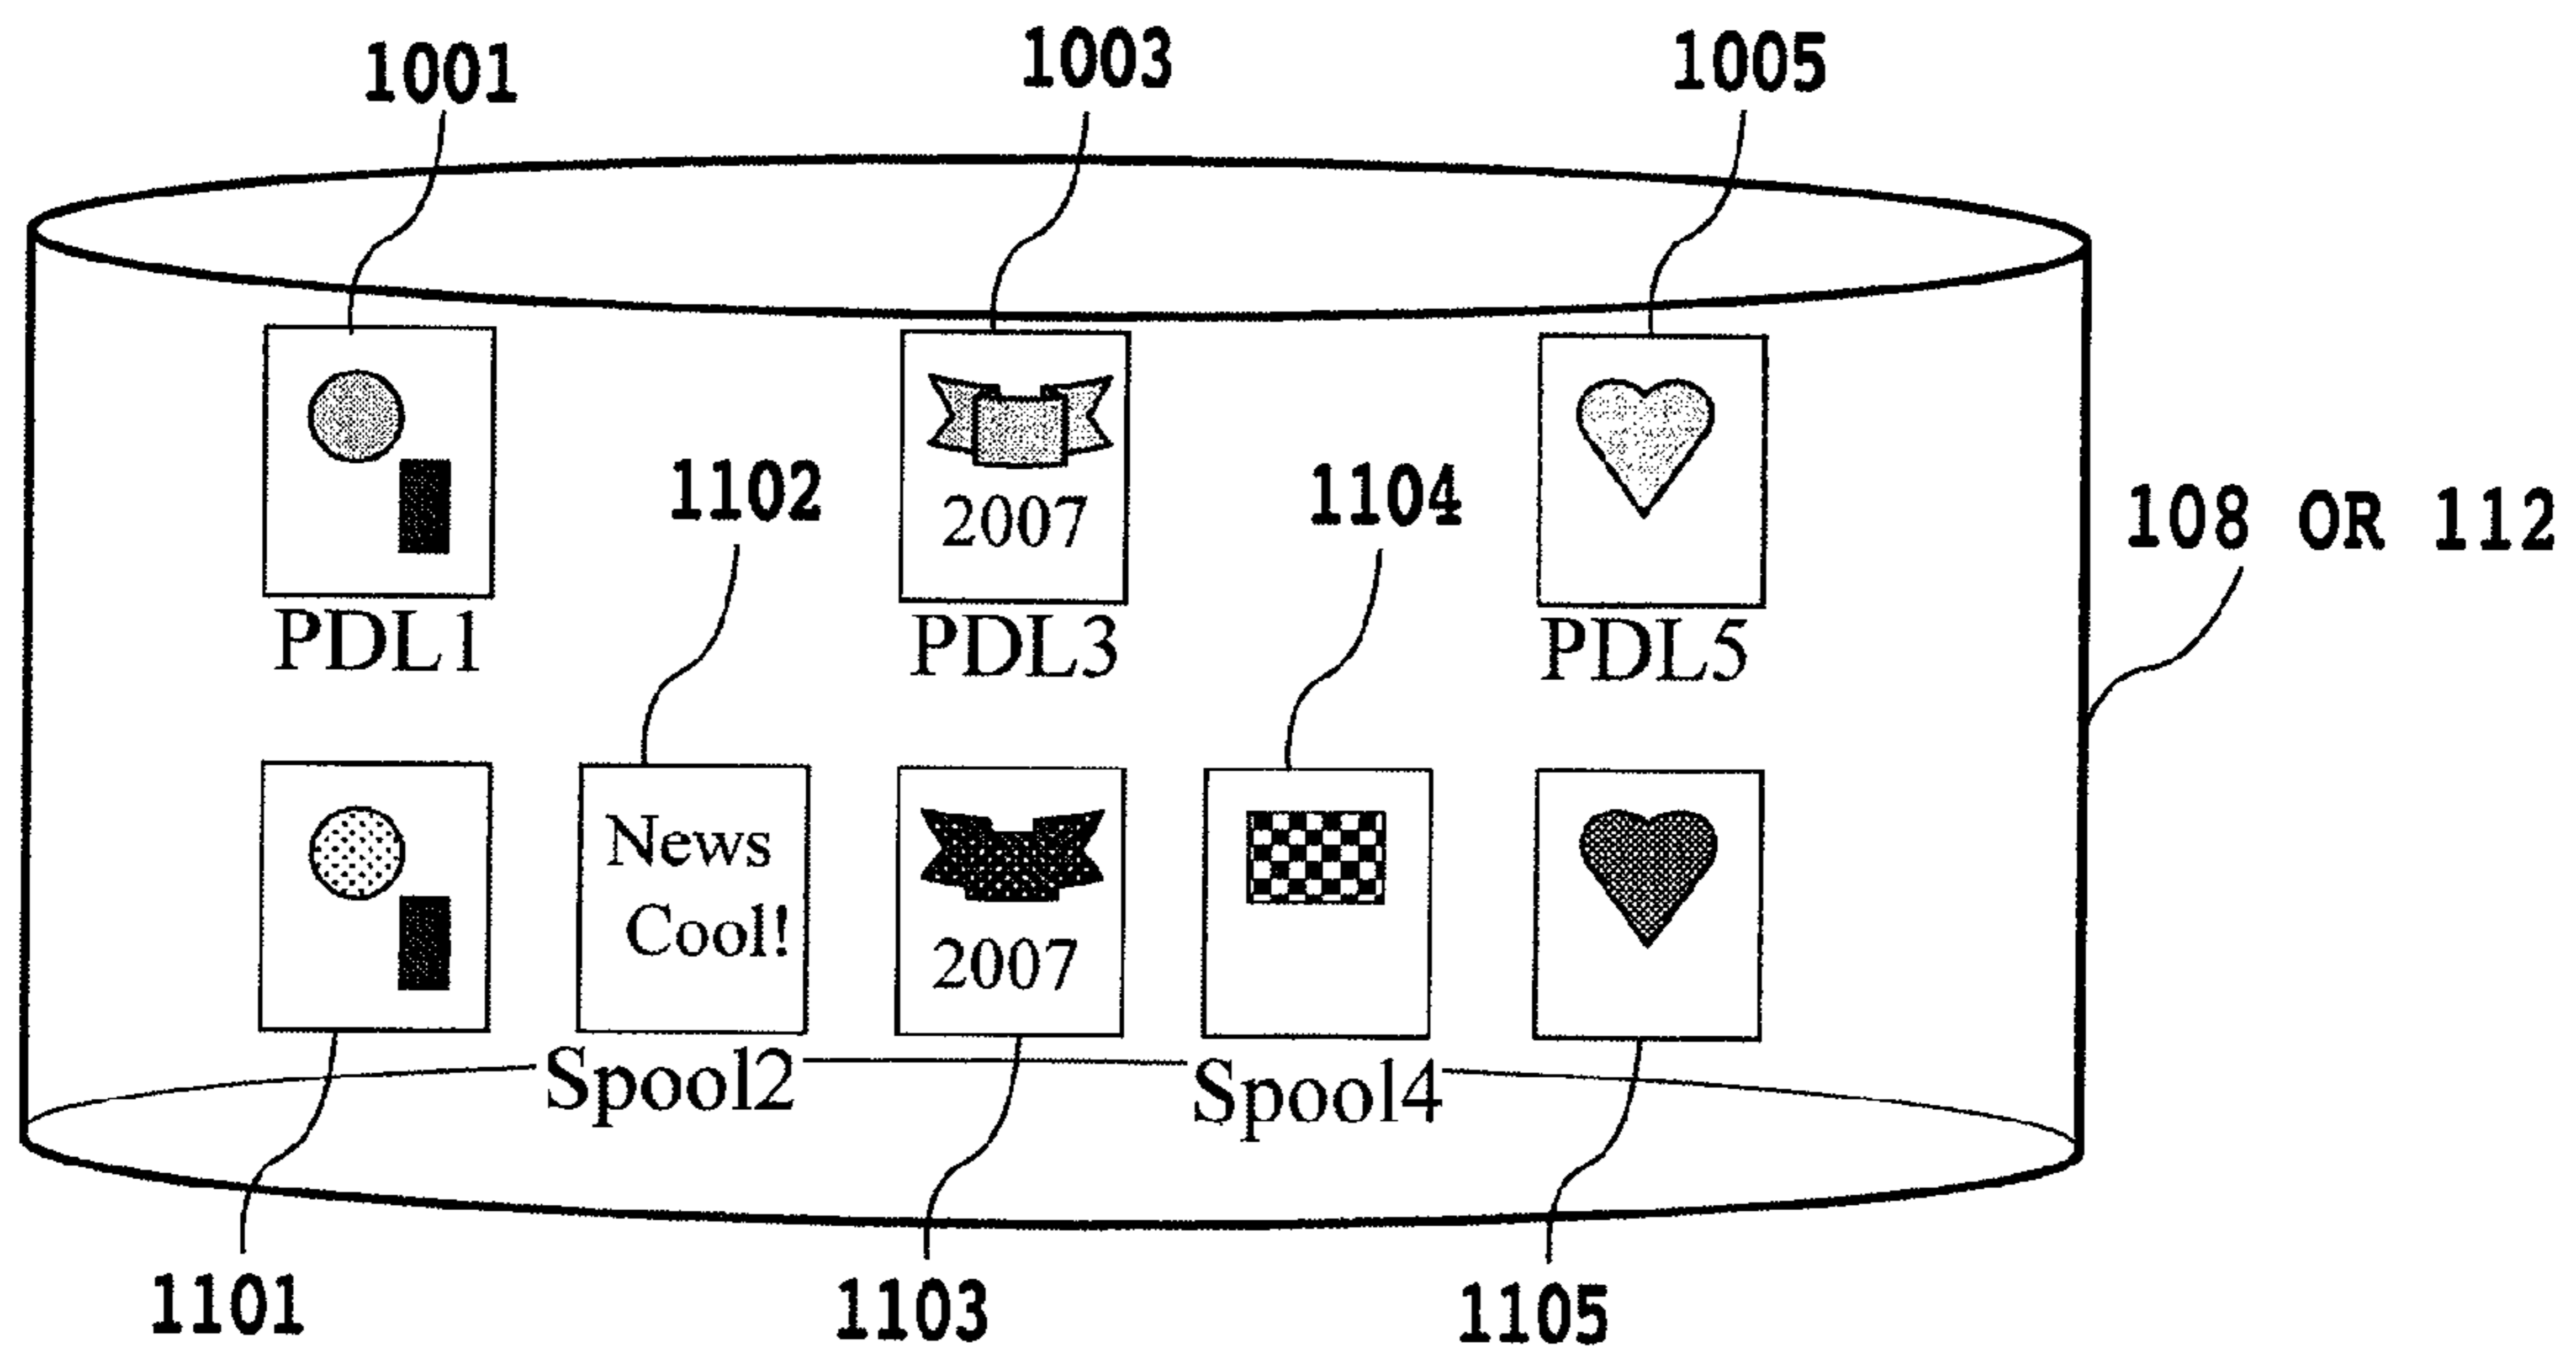 1001 1003 1005
1102 2007 1104 108 OR 112
PDL1 PDL3 PDL5
News
Cool!
2007
Spool2 Spool4
1101 1103 1105